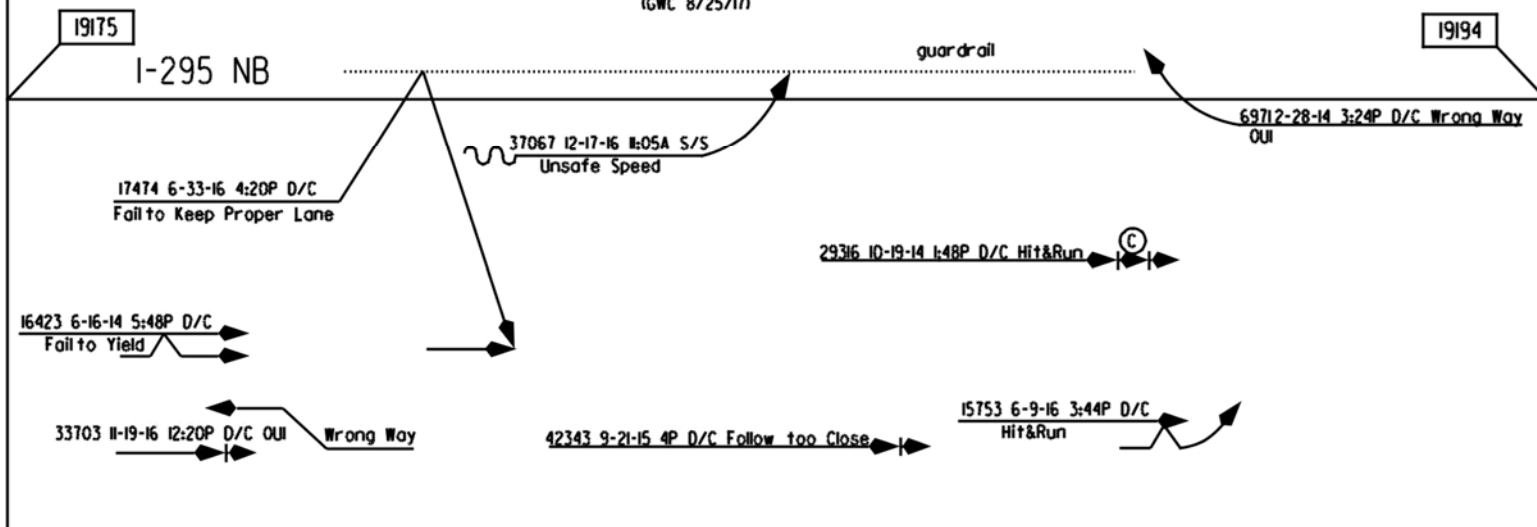 (GWC 8/25/17)
19175
19194
I-295 NB
guardrail
69712-28-14 3:24P D/C Wrong Way
OUI
37067 12-17-16 11:05A S/S
Unsafe Speed
17474 6-33-16 4:20P D/C
Fail to Keep Proper Lane
C
29316 10-19-14 1:48P D/C Hit&Run
16423 6-16-14 5:48P D/C
Fail to Yield
15753 6-9-16 3:44P D/C
Hit&Run
33703 11-19-16 12:20P D/C OUI
Wrong Way
42343 9-21-15 4P D/C Follow too Close